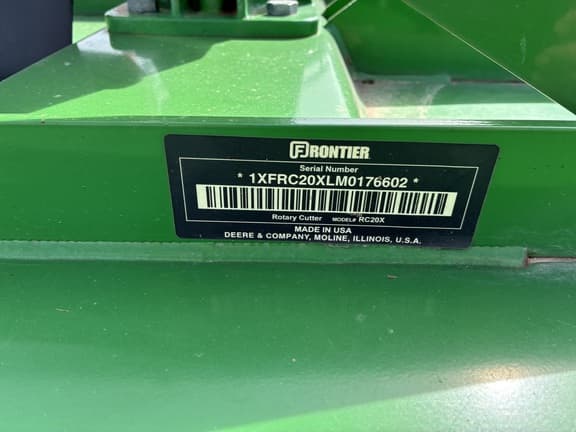 FRONTIER
Serial Number
* 1XFRC20XLM0176602 *
Rotary Cutter MODEL# RC20X
MADE IN USA
DEERE & COMPANY, MOLINE, ILLINOIS, U.S.A.